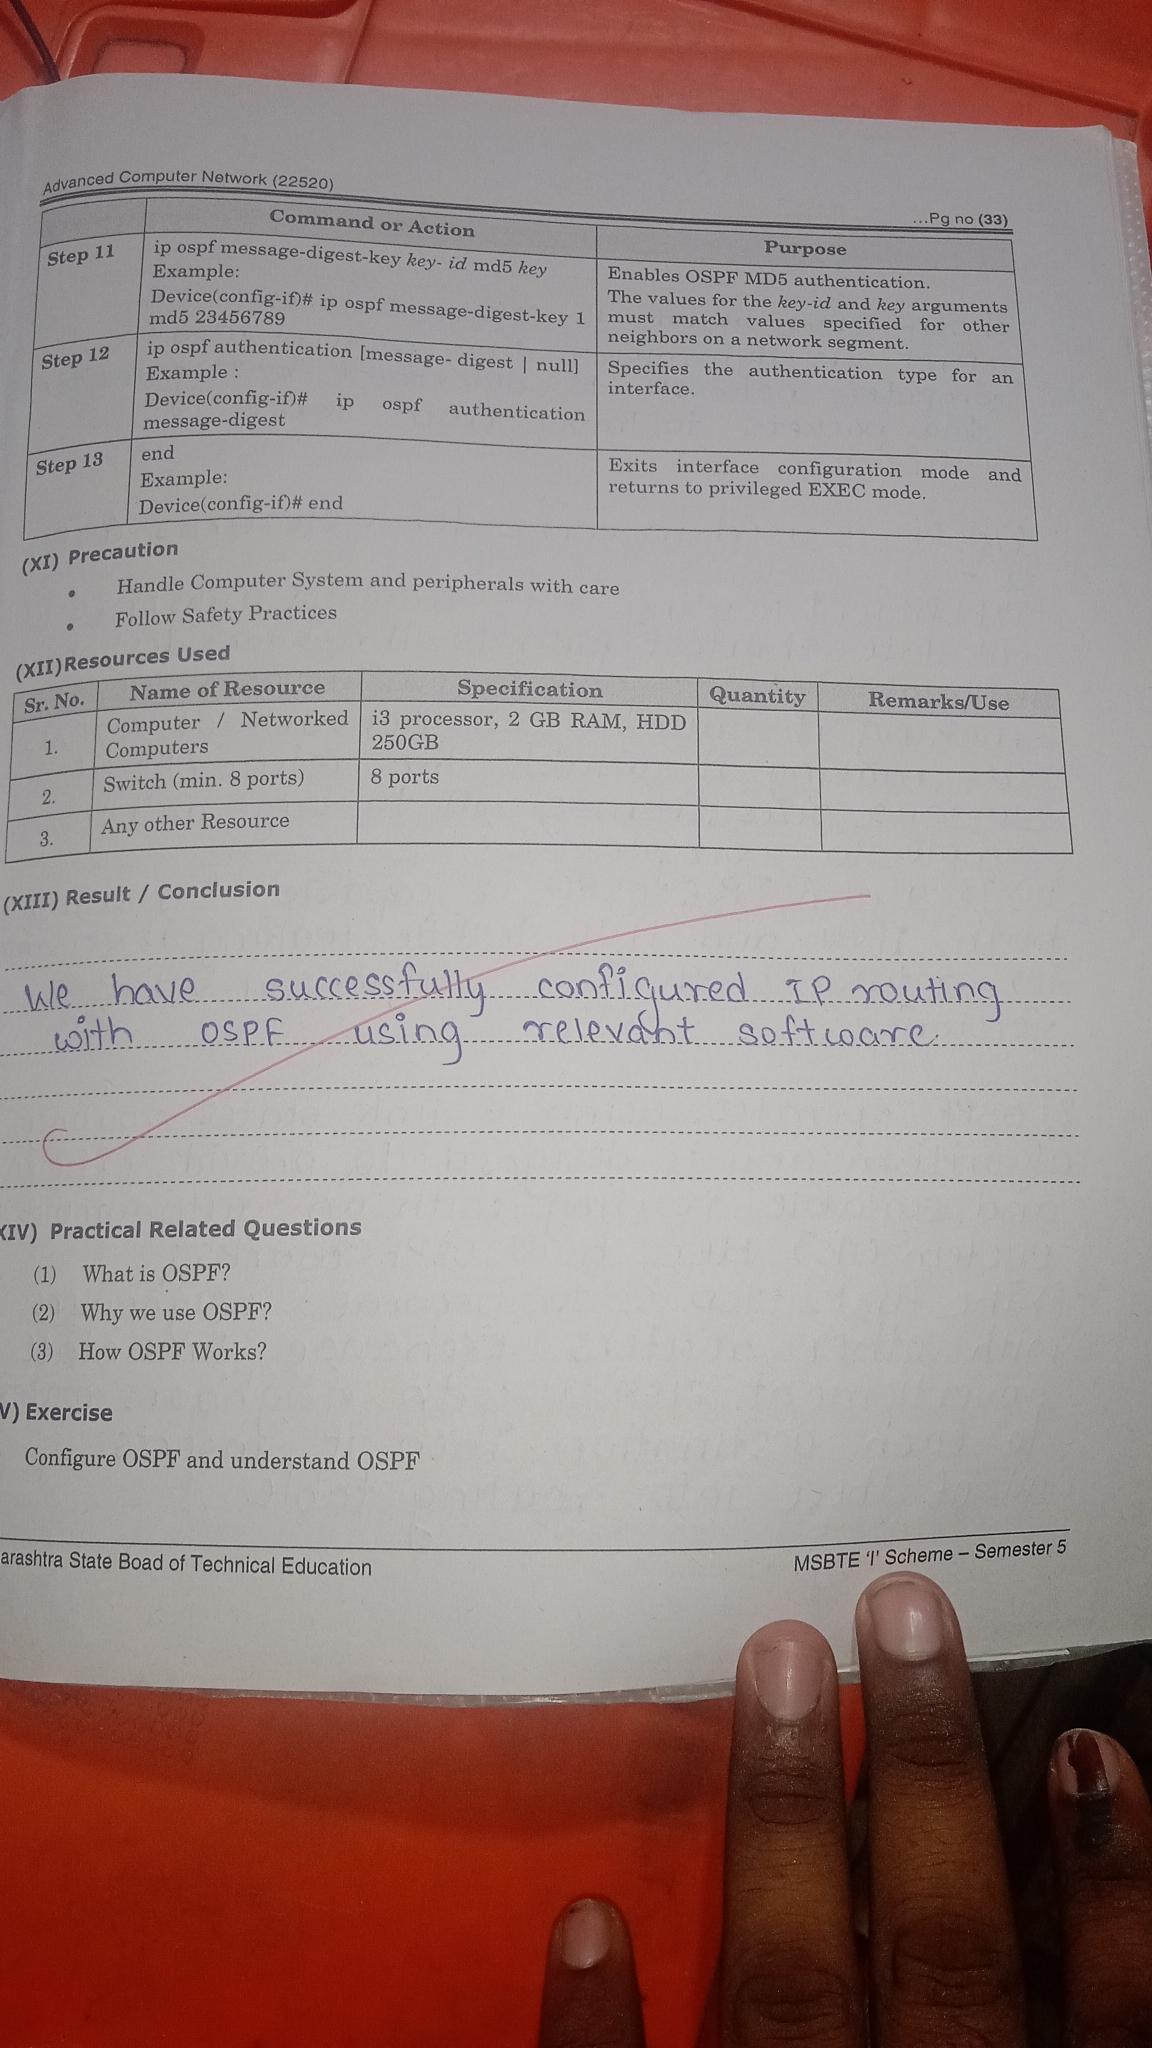 Advanced Computer Network (22520)
...Pg no (33)
Command or Action
Purpose
Step 11
ip ospf message-digest-key key- id md5 key
Example:
Device(config-if)# ip ospf message-digest-key 1
md5 23456789
Enables OSPF MD5 authentication.
The values for the key-id and key arguments
must match values specified for other
neighbors on a network segment.
Step 12
ip ospf authentication [message- digest | null]
Example :
Device(config-if)# ip ospf authentication
message-digest
Specifies the authentication type for an
interface.
Step 13
end
Example:
Device(config-if)# end
Exits interface configuration mode and
returns to privileged EXEC mode.
(XI) Precaution
• Handle Computer System and peripherals with care
• Follow Safety Practices
(XII) Resources Used
Sr. No. Name of Resource Specification Quantity Remarks/Use
1. Computer / Networked
Computers
i3 processor, 2 GB RAM, HDD
250GB
2. Switch (min. 8 ports) 8 ports
3. Any other Resource
(XIII) Result / Conclusion
We have successfully configured IP routing
with OSPF using relevant software.
XIV) Practical Related Questions
(1) What is OSPF?
(2) Why we use OSPF?
(3) How OSPF Works?
V) Exercise
Configure OSPF and understand OSPF
arashtra State Boad of Technical Education
MSBTE 'I' Scheme – Semester 5